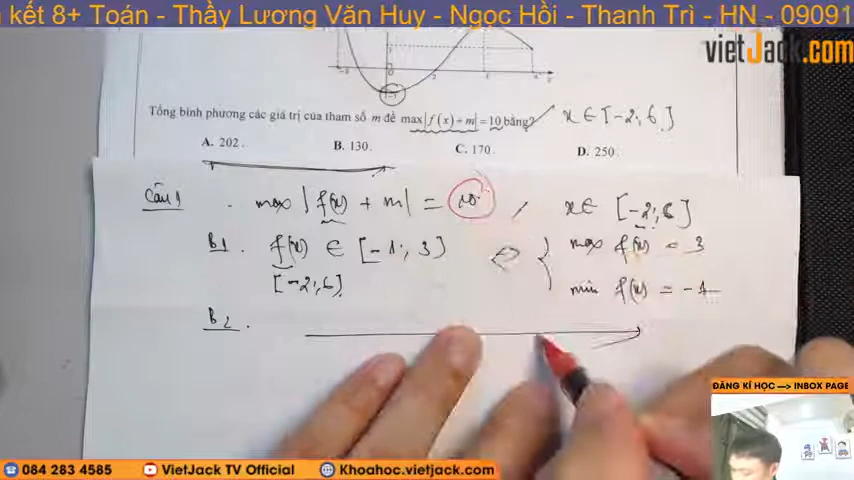 n kết 8+ Toán - Thầy Lương Văn Huy - Ngọc Hồi - Thanh Trì - HN - 09091
vietJack.com
Tổng bình phương các giá trị của tham số m để max|f(x)+m| = 10 bằng? x ∈ [-2; 6]
A. 202. B. 130. C. 170. D. 250.
Câu 1 . max |f(x) + m| = 10 , x ∈ [-2; 6]
B1 . f(x) ∈ [-1; 3] <=> { max f(x) = 3
[-2; 6] min f(x) = -1
B2 .
ĐĂNG KÍ HỌC ---> INBOX PAGE
084 283 4585 VietJack TV Official Khoahoc.vietjack.com